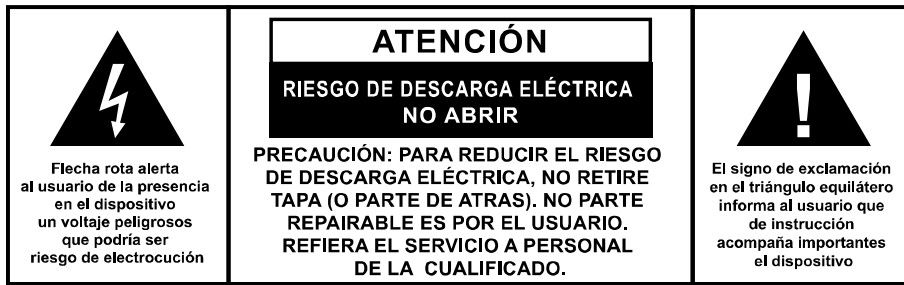 Flecha rota alerta
al usuario de la presencia
en el dispositivo
un voltaje peligrosos
que podría ser
riesgo de electrocución
ATENCIÓN
RIESGO DE DESCARGA ELÉCTRICA
NO ABRIR
PRECAUCIÓN: PARA REDUCIR EL RIESGO
DE DESCARGA ELÉCTRICA, NO RETIRE
TAPA (O PARTE DE ATRAS). NO PARTE
REPAIRABLE ES POR EL USUARIO.
REFIERA EL SERVICIO A PERSONAL
DE LA CUALIFICADO.
!
El signo de exclamación
en el triángulo equilátero
informa al usuario que
de instrucción
acompaña importantes
el dispositivo